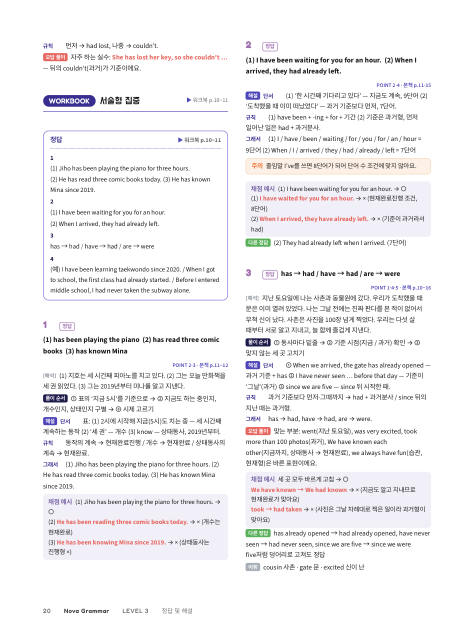 규칙 먼저 → had lost, 나중 → couldn't.
오답 풀이 자주 하는 실수: She has lost her key, so she couldn't …
— 뒤의 couldn't(과거)가 기준이에요.
WORKBOOK 서술형 집중 ▶ 워크북 p.10–11
정답 ▶ 워크북 p.10–11
1
(1) Jiho has been playing the piano for three hours.
(2) He has read three comic books today. (3) He has known
Mina since 2019.
2
(1) I have been waiting for you for an hour.
(2) When I arrived, they had already left.
3
has → had / have → had / are → were
4
(예) I have been learning taekwondo since 2020. / When I got
to school, the first class had already started. / Before I entered
middle school, I had never taken the subway alone.
1 정답
(1) has been playing the piano (2) has read three comic
books (3) has known Mina
POINT 2·3 · 본책 p.11–12
[해석] (1) 지호는 세 시간째 피아노를 치고 있다. (2) 그는 오늘 만화책을
세 권 읽었다. (3) 그는 2019년부터 미나를 알고 지낸다.
풀이 순서 ❶ 표의 '지금 5시'를 기준으로 → ❷ 지금도 하는 중인지,
개수인지, 상태인지 구별 → ❸ 시제 고르기
해설 단서 표: (1) 2시에 시작해 지금(5시)도 치는 중 — 세 시간째
계속하는 동작 (2) '세 권' — 개수 (3) know — 상태동사, 2019년부터.
규칙 동작의 계속 → 현재완료진행 / 개수 → 현재완료 / 상태동사의
계속 → 현재완료.
그래서 (1) Jiho has been playing the piano for three hours. (2)
He has read three comic books today. (3) He has known Mina
since 2019.
채점 예시 (1) Jiho has been playing the piano for three hours. →
○
(2) He has been reading three comic books today. → × (개수는
현재완료)
(3) He has been knowing Mina since 2019. → × (상태동사는
진행형 ×)
2 정답
(1) I have been waiting for you for an hour. (2) When I
arrived, they had already left.
POINT 2·4 · 본책 p.11·15
해설 단서 (1) '한 시간째 기다리고 있다' — 지금도 계속, 9단어 (2)
'도착했을 때 이미 떠났었다' — 과거 기준보다 먼저, 7단어.
규칙 (1) have been + -ing + for + 기간 (2) 기준은 과거형, 먼저
일어난 일은 had + 과거분사.
그래서 (1) I / have / been / waiting / for / you / for / an / hour =
9단어 (2) When / I / arrived / they / had / already / left = 7단어
주의 줄임말 I've를 쓰면 8단어가 되어 단어 수 조건에 맞지 않아요.
채점 예시 (1) I have been waiting for you for an hour. → ○
(1) I have waited for you for an hour. → × (현재완료진행 조건,
8단어)
(2) When I arrived, they have already left. → × (기준이 과거라서
had)
다른 정답 (2) They had already left when I arrived. (7단어)
3 정답 has → had / have → had / are → were
POINT 1·4·5 · 본책 p.10–16
[해석] 지난 토요일에 나는 사촌과 동물원에 갔다. 우리가 도착했을 때
문은 이미 열려 있었다. 나는 그날 전에는 진짜 판다를 본 적이 없어서
무척 신이 났다. 사촌은 사진을 100장 넘게 찍었다. 우리는 다섯 살
때부터 서로 알고 지내고, 늘 함께 즐겁게 지낸다.
풀이 순서 ❶ 동사마다 밑줄 → ❷ 기준 시점(지금 / 과거) 확인 → ❸
맞지 않는 세 곳 고치기
해설 단서 ① When we arrived, the gate has already opened —
과거 기준 + has ② I have never seen … before that day — 기준이
'그날'(과거) ③ since we are five — since 뒤 시작한 때.
규칙 과거 기준보다 먼저·그때까지 → had + 과거분사 / since 뒤의
지난 때는 과거형.
그래서 has → had, have → had, are → were.
오답 풀이 맞는 부분: went(지난 토요일), was very excited, took
more than 100 photos(과거), We have known each
other(지금까지, 상태동사 → 현재완료), we always have fun(습관,
현재형)은 바른 표현이에요.
채점 예시 세 곳 모두 바르게 고침 → ○
We have known → We had known → × (지금도 알고 지내므로
현재완료가 맞아요)
took → had taken → × (사진은 그날 차례대로 찍은 일이라 과거형이
맞아요)
다른 정답 has already opened → had already opened, have never
seen → had never seen, since we are five → since we were
five처럼 덩어리로 고쳐도 정답
어휘 cousin 사촌 · gate 문 · excited 신이 난
20 Nova Grammar LEVEL 3 정답 및 해설